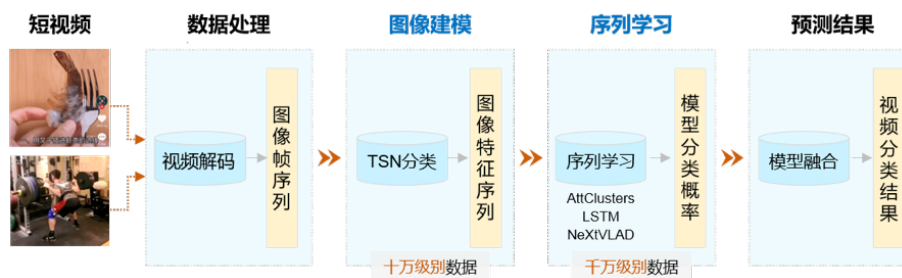 短视频
数据处理
图像建模
序列学习
预测结果
视频解码
图像帧序列
TSN分类
图像特征序列
序列学习
AttClusters
LSTM
NeXtVLAD
模型分类概率
模型融合
视频分类结果
十万级别数据
千万级别数据